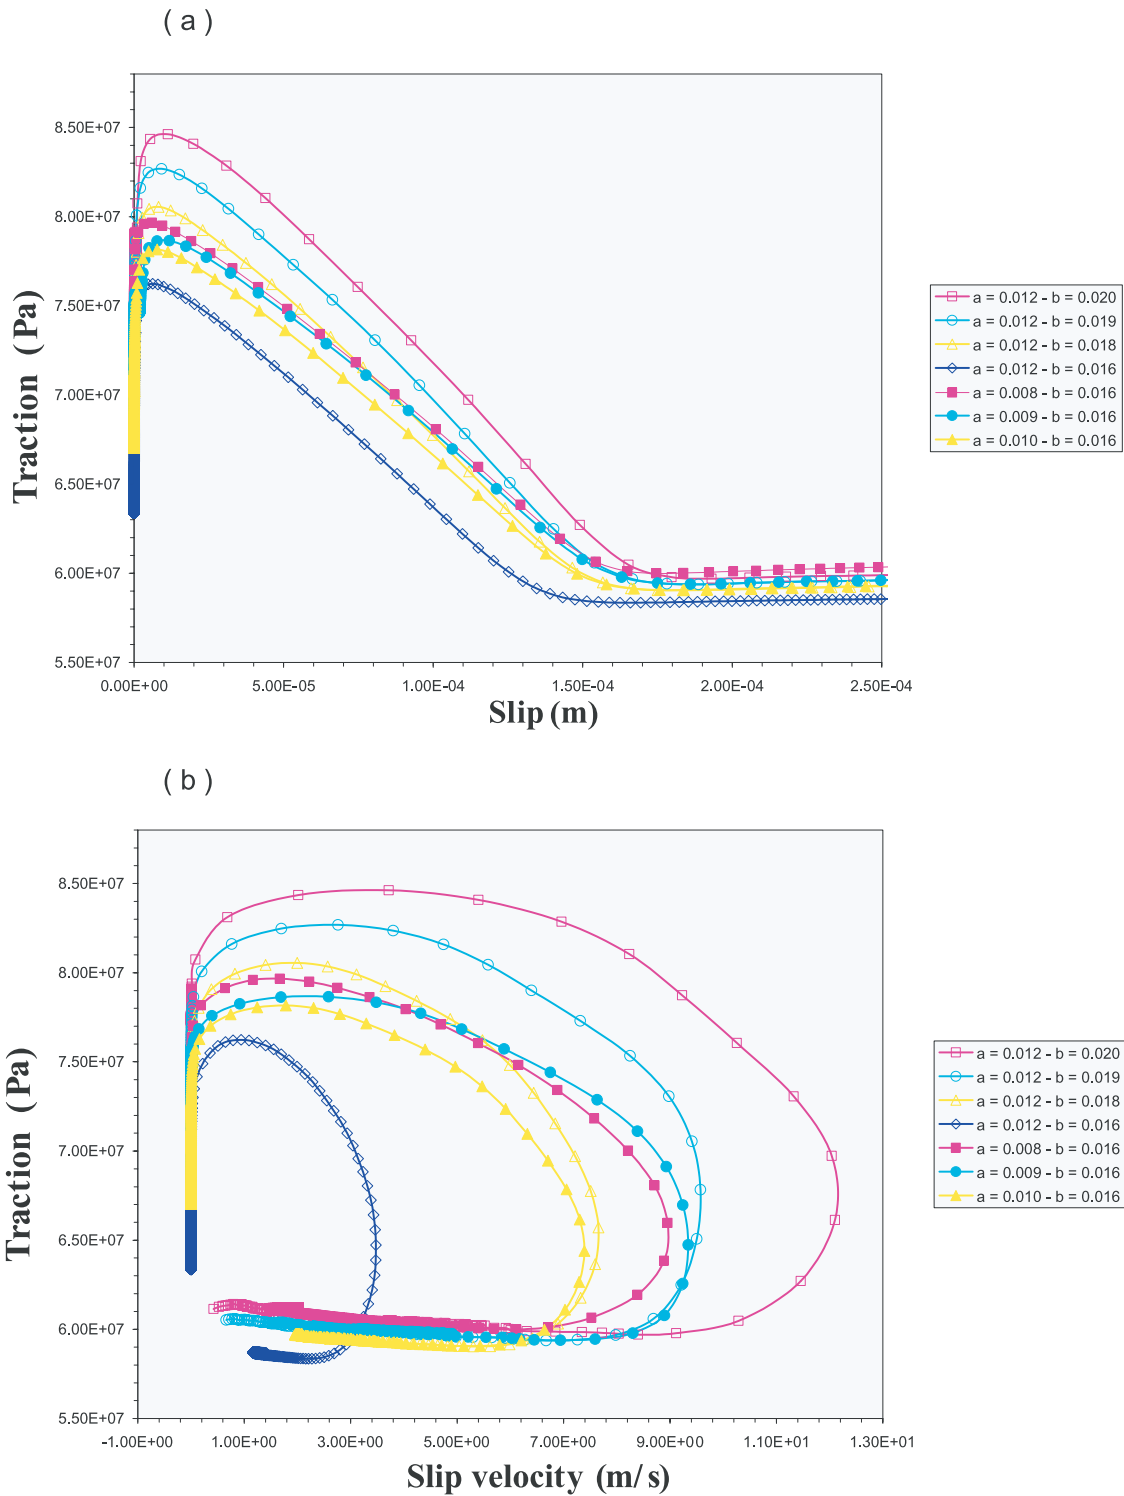 ( a )
8.50E+07
8.00E+07
7.50E+07
7.00E+07
6.50E+07
6.00E+07
5.50E+07
Traction (Pa)
0.00E+00 5.00E-05 1.00E-04 1.50E-04 2.00E-04 2.50E-04
Slip (m)
a = 0.012 - b = 0.020
a = 0.012 - b = 0.019
a = 0.012 - b = 0.018
a = 0.012 - b = 0.016
a = 0.008 - b = 0.016
a = 0.009 - b = 0.016
a = 0.010 - b = 0.016
( b )
8.50E+07
8.00E+07
7.50E+07
7.00E+07
6.50E+07
6.00E+07
5.50E+07
Traction (Pa)
-1.00E+00 1.00E+00 3.00E+00 5.00E+00 7.00E+00 9.00E+00 1.10E+01 1.30E+01
Slip velocity (m/s)
a = 0.012 - b = 0.020
a = 0.012 - b = 0.019
a = 0.012 - b = 0.018
a = 0.012 - b = 0.016
a = 0.008 - b = 0.016
a = 0.009 - b = 0.016
a = 0.010 - b = 0.016